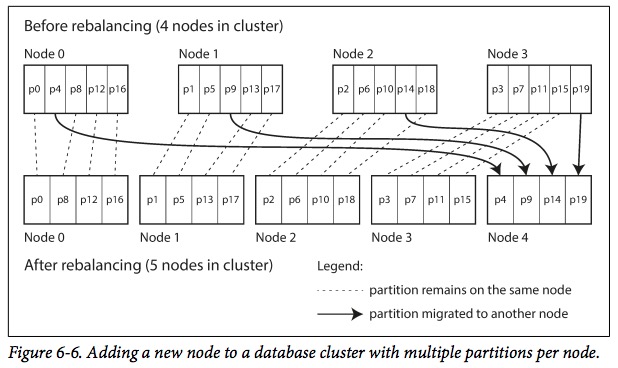 Before rebalancing (4 nodes in cluster)
Node 0 Node 1 Node 2 Node 3
p0 p4 p8 p12 p16 p1 p5 p9 p13 p17 p2 p6 p10 p14 p18 p3 p7 p11 p15 p19
p0 p8 p12 p16 p1 p5 p13 p17 p2 p6 p10 p18 p3 p7 p11 p15 p4 p9 p14 p19
Node 0 Node 1 Node 2 Node 3 Node 4
After rebalancing (5 nodes in cluster)
Legend:
partition remains on the same node
partition migrated to another node
Figure 6-6. Adding a new node to a database cluster with multiple partitions per node.